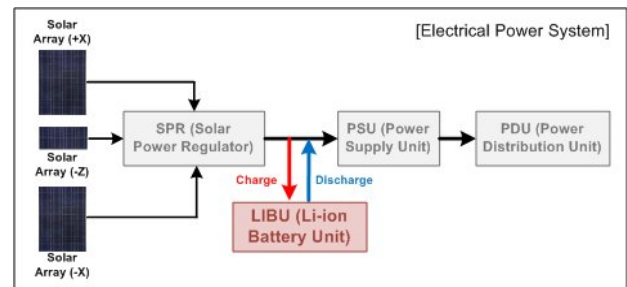 Solar
Array (+X)
[Electrical Power System]
SPR (Solar
Power Regulator)
PSU (Power
Supply Unit)
PDU (Power
Distribution Unit)
Solar
Array (-Z)
Charge
Discharge
LIBU (Li-ion
Battery Unit)
Solar
Array (-X)